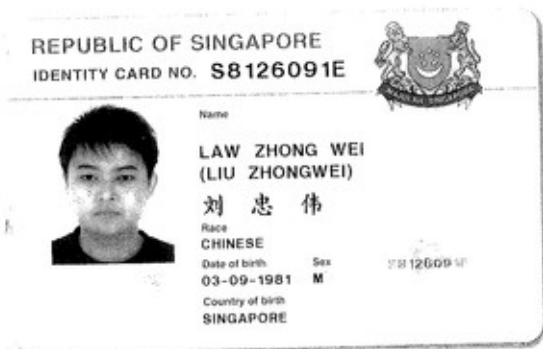 REPUBLIC OF SINGAPORE
IDENTITY CARD NO. S8126091E
Name
LAW ZHONG WEI
(LIU ZHONGWEI)
刘 忠 伟
Race
CHINESE
Date of birth Sex
03-09-1981 M
Country of birth
SINGAPORE